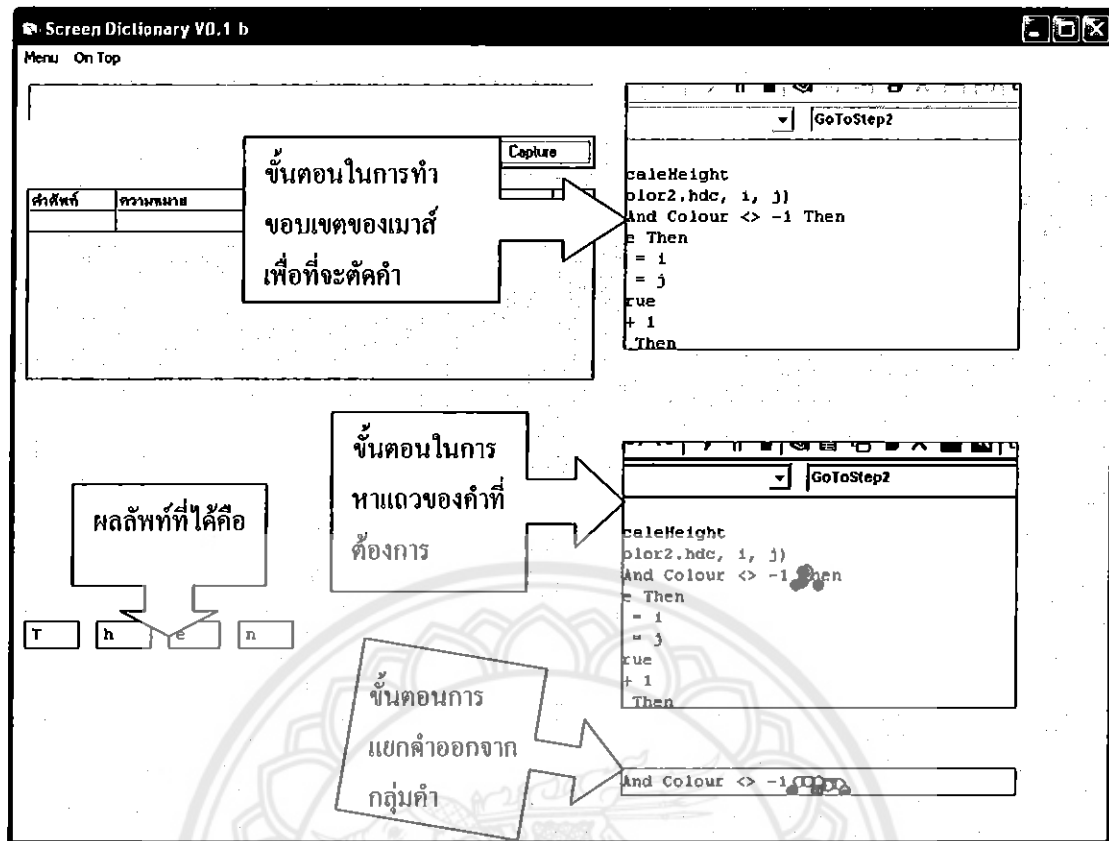 Screen Dictionary V0.1 b
Menu On Top
Capture
คำศัพท์ ความหมาย
ขั้นตอนในการทำ
ขอบเขตของเมาส์
เพื่อที่จะตัดคำ
GoToStep2
caleHeight
olor2.hdc, i, j)
And Colour <> -1 Then
e Then
= i
= j
rue
+ 1
Then
ขั้นตอนในการ
หาแถวของคำที่
ต้องการ
GoToStep2
caleHeight
olor2.hdc, i, j)
And Colour <> -1 Then
e Then
= i
= j
rue
+ 1
Then
ผลลัพท์ที่ได้คือ
T h e n
ขั้นตอนการ
แยกคำออกจาก
กลุ่มคำ
And Colour <> -1